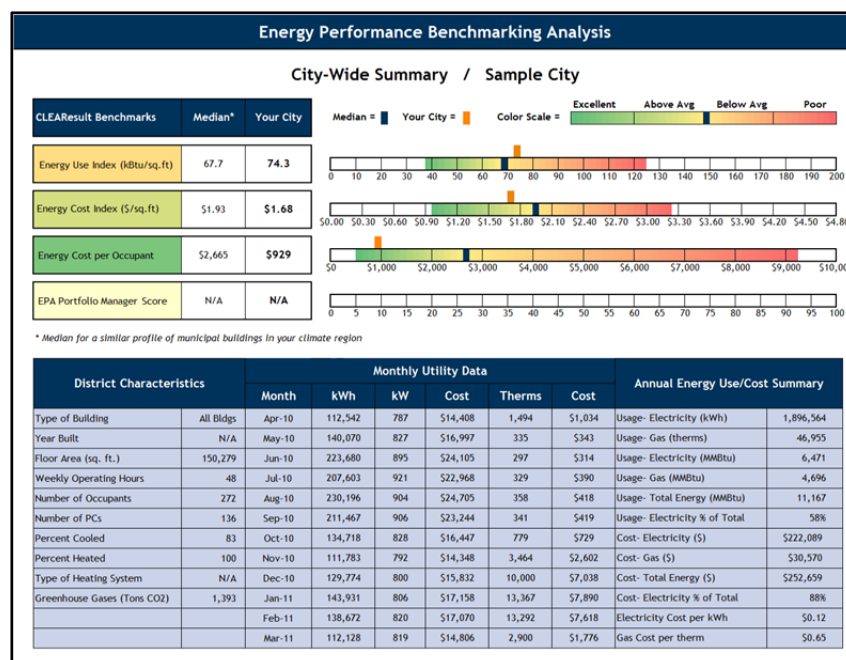 Energy Performance Benchmarking Analysis
City-Wide Summary / Sample City
CLEAResult Benchmarks Median* Your City
Median = Your City = Color Scale = Excellent Above Avg Below Avg Poor
Energy Use Index (kBtu/sq.ft) 67.7 74.3
0 10 20 30 40 50 60 70 80 90 100 110 120 130 140 150 160 170 180 190 200
Energy Cost Index ($/sq.ft) $1.93 $1.68
$0.00 $0.30 $0.60 $0.90 $1.20 $1.50 $1.80 $2.10 $2.40 $2.70 $3.00 $3.30 $3.60 $3.90 $4.20 $4.50 $4.80
Energy Cost per Occupant $2,665 $929
$0 $1,000 $2,000 $3,000 $4,000 $5,000 $6,000 $7,000 $8,000 $9,000 $10,0
EPA Portfolio Manager Score N/A N/A
0 5 10 15 20 25 30 35 40 45 50 55 60 65 70 75 80 85 90 95 100
* Median for a similar profile of municipal buildings in your climate region
District Characteristics Monthly Utility Data Annual Energy Use/Cost Summary
Month kWh kW Cost Therms Cost
Type of Building All Bldgs Apr-10 112,542 787 $14,408 1,494 $1,034 Usage- Electricity (kWh) 1,896,564
Year Built N/A May-10 140,070 827 $16,997 335 $343 Usage- Gas (therms) 46,955
Floor Area (sq. ft.) 150,279 Jun-10 223,680 895 $24,105 297 $314 Usage- Electricity (MMBtu) 6,471
Weekly Operating Hours 48 Jul-10 207,603 921 $22,968 329 $390 Usage- Gas (MMBtu) 4,696
Number of Occupants 272 Aug-10 230,196 904 $24,705 358 $418 Usage- Total Energy (MMBtu) 11,167
Number of PCs 136 Sep-10 211,467 906 $23,244 341 $419 Usage- Electricity % of Total 58%
Percent Cooled 83 Oct-10 134,718 828 $16,447 779 $729 Cost- Electricity ($) $222,089
Percent Heated 100 Nov-10 111,783 792 $14,348 3,464 $2,602 Cost- Gas ($) $30,570
Type of Heating System N/A Dec-10 129,774 800 $15,832 10,000 $7,038 Cost- Total Energy ($) $252,659
Greenhouse Gases (Tons CO2) 1,393 Jan-11 143,931 806 $17,158 13,367 $7,890 Cost- Electricity % of Total 88%
Feb-11 138,672 820 $17,070 13,292 $7,618 Electricity Cost per kWh $0.12
Mar-11 112,128 819 $14,806 2,900 $1,776 Gas Cost per therm $0.65